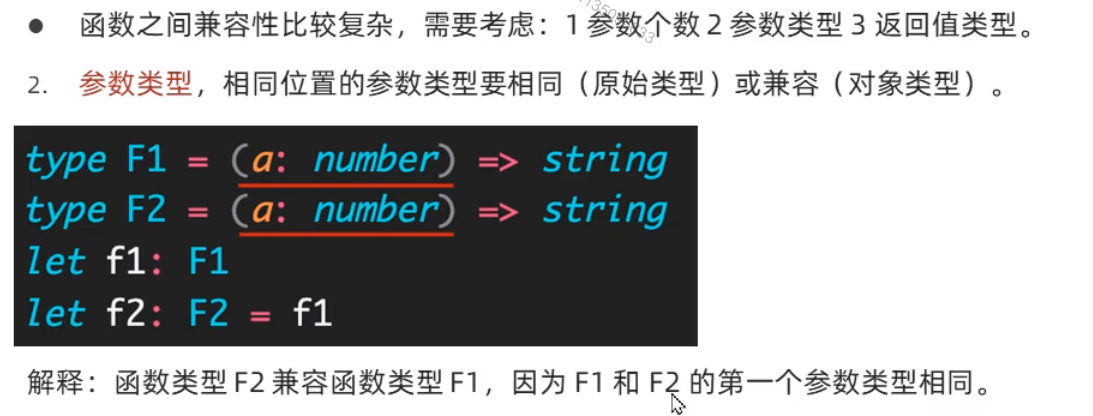 ● 函数之间兼容性比较复杂，需要考虑：1 参数个数 2 参数类型 3 返回值类型。
2. 参数类型，相同位置的参数类型要相同（原始类型）或兼容（对象类型）。
type F1 = (a: number) => string
type F2 = (a: number) => string
let f1: F1
let f2: F2 = f1
解释：函数类型 F2 兼容函数类型 F1，因为 F1 和 F2 的第一个参数类型相同。